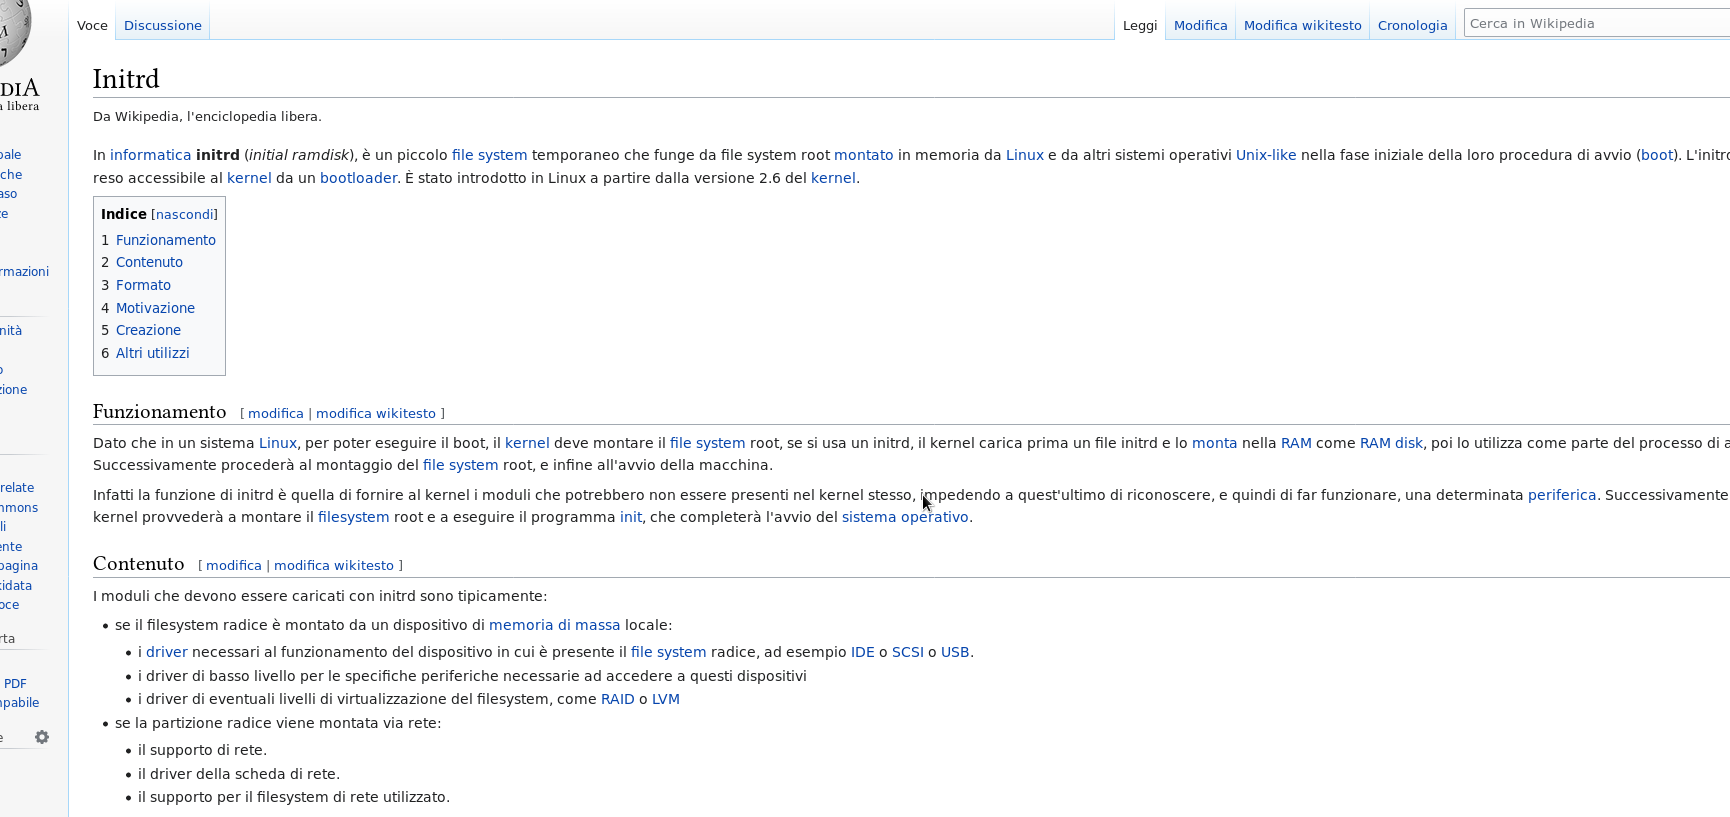 Voce Discussione Leggi Modifica Modifica wikitesto Cronologia Cerca in Wikipedia
Initrd
DIA
a libera
Da Wikipedia, l'enciclopedia libera.
In informatica initrd (initial ramdisk), è un piccolo file system temporaneo che funge da file system root montato in memoria da Linux e da altri sistemi operativi Unix-like nella fase iniziale della loro procedura di avvio (boot). L'initr
reso accessibile al kernel da un bootloader. È stato introdotto in Linux a partire dalla versione 2.6 del kernel.
Indice [nascondi]
1 Funzionamento
2 Contenuto
3 Formato
4 Motivazione
5 Creazione
6 Altri utilizzi
Funzionamento [ modifica | modifica wikitesto ]
Dato che in un sistema Linux, per poter eseguire il boot, il kernel deve montare il file system root, se si usa un initrd, il kernel carica prima un file initrd e lo monta nella RAM come RAM disk, poi lo utilizza come parte del processo di a
Successivamente procederà al montaggio del file system root, e infine all'avvio della macchina.
Infatti la funzione di initrd è quella di fornire al kernel i moduli che potrebbero non essere presenti nel kernel stesso, impedendo a quest'ultimo di riconoscere, e quindi di far funzionare, una determinata periferica. Successivamente
kernel provvederà a montare il filesystem root e a eseguire il programma init, che completerà l'avvio del sistema operativo.
Contenuto [ modifica | modifica wikitesto ]
I moduli che devono essere caricati con initrd sono tipicamente:
• se il filesystem radice è montato da un dispositivo di memoria di massa locale:
• i driver necessari al funzionamento del dispositivo in cui è presente il file system radice, ad esempio IDE o SCSI o USB.
• i driver di basso livello per le specifiche periferiche necessarie ad accedere a questi dispositivi
• i driver di eventuali livelli di virtualizzazione del filesystem, come RAID o LVM
• se la partizione radice viene montata via rete:
• il supporto di rete.
• il driver della scheda di rete.
• il supporto per il filesystem di rete utilizzato.
pale
che
aso
ze
rmazioni
nità
o
zione
relate
mmons
li
ente
pagina
kidata
oce
rta
PDF
mpabile
e